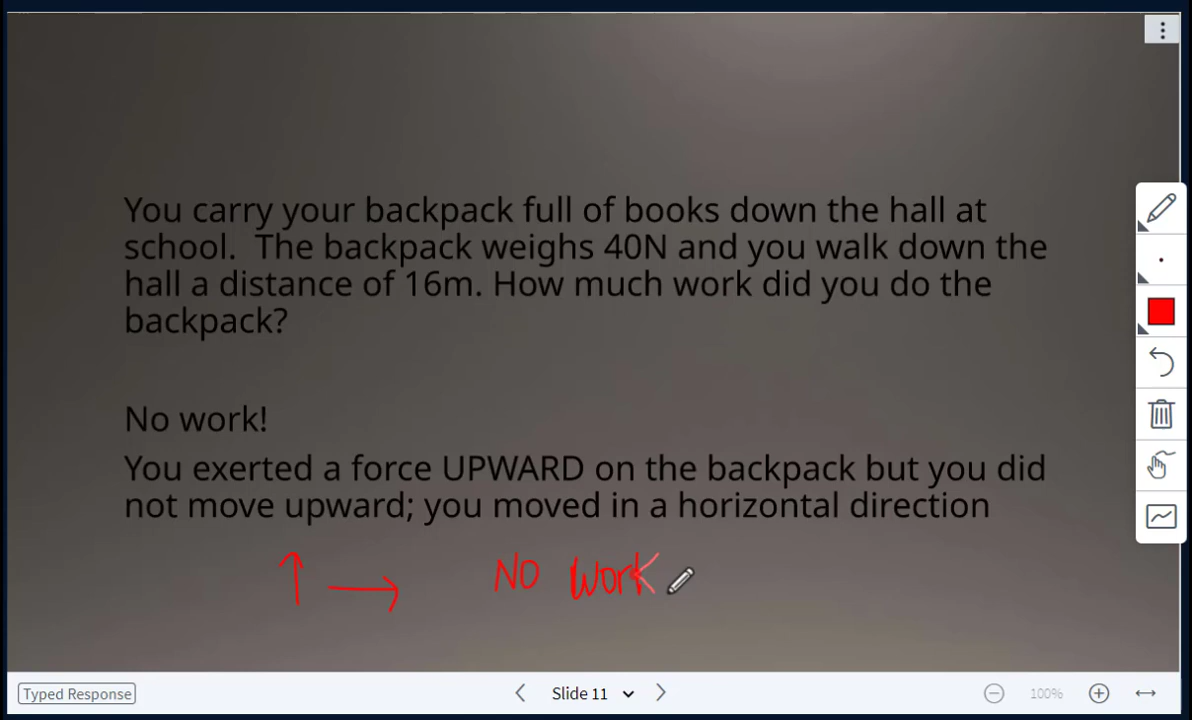 You carry your backpack full of books down the hall at
school.  The backpack weighs 40N and you walk down the
hall a distance of 16m. How much work did you do the
backpack?
No work!
You exerted a force UPWARD on the backpack but you did
not move upward; you moved in a horizontal direction
NO Work
Typed Response
Slide 11
100%